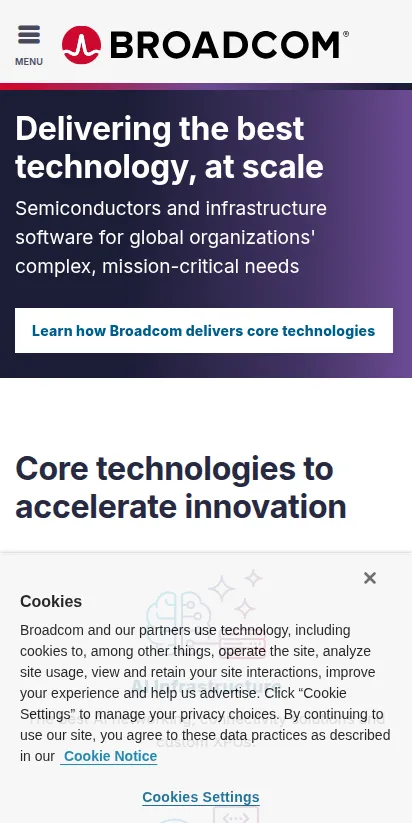 MENU
BROADCOM®
Delivering the best
technology, at scale
Semiconductors and infrastructure
software for global organizations'
complex, mission-critical needs
Learn how Broadcom delivers core technologies
Core technologies to
accelerate innovation
Cookies
Broadcom and our partners use technology, including
cookies to, among other things, operate the site, analyze
site usage, view and retain your site interactions, improve
your experience and help us advertise. Click “Cookie
Settings” to manage your privacy choices. By continuing to
use our site, you agree to these data practices as described
in our Cookie Notice
Cookies Settings
AI infrastructure
custom XPUs.